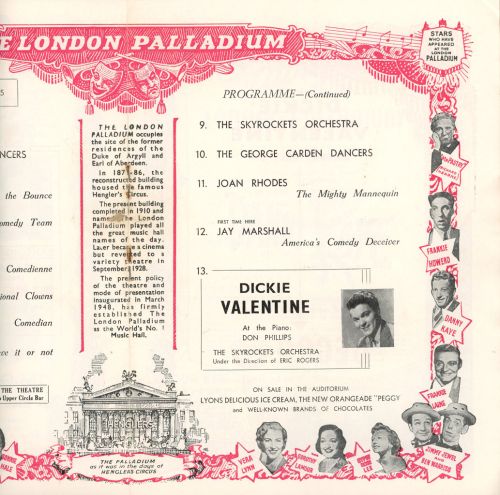 E LONDON PALLADIUM
STARS
WHO HAVE
APPEARED
AT THE
LONDON
PALLADIUM
5
NCERS
the Bounce
omedy Team
Comedienne
ional Clowns
Comedian
ve it or not
THE THEATRE
Upper Circle Bar
THE LONDON
PALLADIUM occupies
the site of the former
residences of the
Duke of Argyll and
Earl of Aberdeen.
In 1871-86, the
reconstructed building
housed the famous
Hengler's Circus.
The present building
completed in 1910 and
named The London
Palladium played all
the great music hall
names of the day.
Later became a cinema
but reverted to a
variety theatre in
September, 1928.
The present policy
of the theatre and
mode of presentation
inaugurated in March
1948, has firmly
established The
London Palladium
as the World's No. 1
Music Hall.
HENGLERS
THE PALLADIUM
as it was in the days of
HENGLERS CIRCUS
PROGRAMME—(Continued)
9. THE SKYROCKETS ORCHESTRA
10. THE GEORGE CARDEN DANCERS
11. JOAN RHODES
The Mighty Mannequin
FIRST TIME HERE
12. JAY MARSHALL
America's Comedy Deceiver
13.
DICKIE
VALENTINE
At the Piano:
DON PHILLIPS
THE SKYROCKETS ORCHESTRA
Under the Direction of ERIC ROGERS
ON SALE IN THE AUDITORIUM
LYONS DELICIOUS ICE CREAM, THE NEW ORANGEADE "PEGGY
and WELL-KNOWN BRANDS OF CHOCOLATES
FRANKIE
HOWERD
DANNY
KAYE
FRANKIE
LAINE
JIMMY JEWEL
AND
BEN WARRISS
LEE
DOROTHY
LAMOUR
VERA
LYNN
HALE